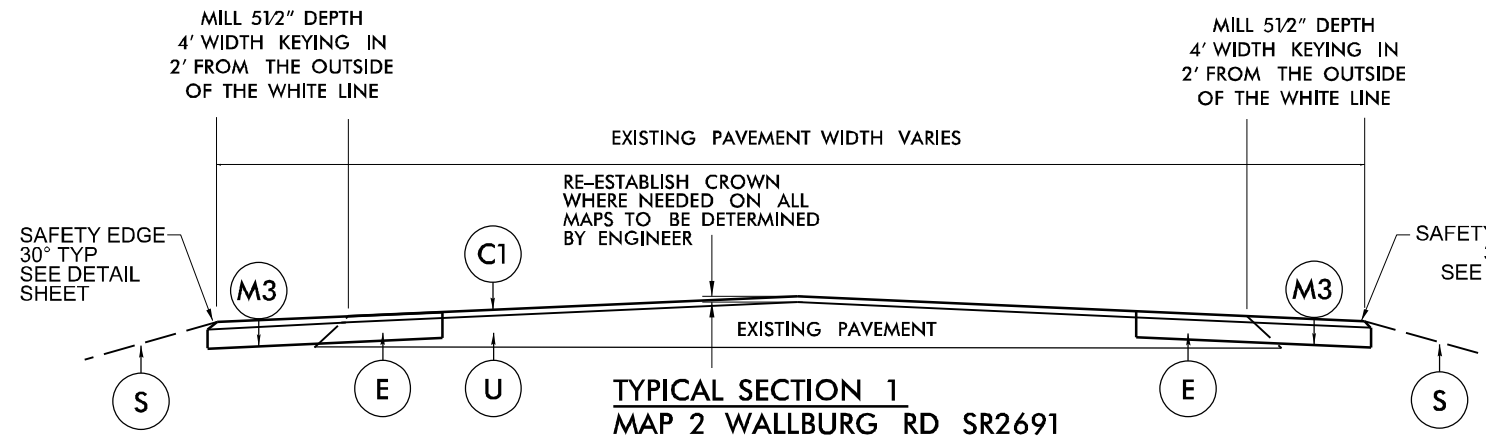 MILL 51/2" DEPTH
4' WIDTH KEYING IN
2' FROM THE OUTSIDE
OF THE WHITE LINE
MILL 51/2" DEPTH
4' WIDTH KEYING IN
2' FROM THE OUTSIDE
OF THE WHITE LINE
EXISTING PAVEMENT WIDTH VARIES
RE-ESTABLISH CROWN
WHERE NEEDED ON ALL
MAPS TO BE DETERMINED
BY ENGINEER
SAFETY EDGE
30° TYP
SEE DETAIL
SHEET
C1
M3
SAFETY
SEE
M3
EXISTING PAVEMENT
S
E
U
E
S
TYPICAL SECTION 1
MAP 2 WALLBURG RD SR2691